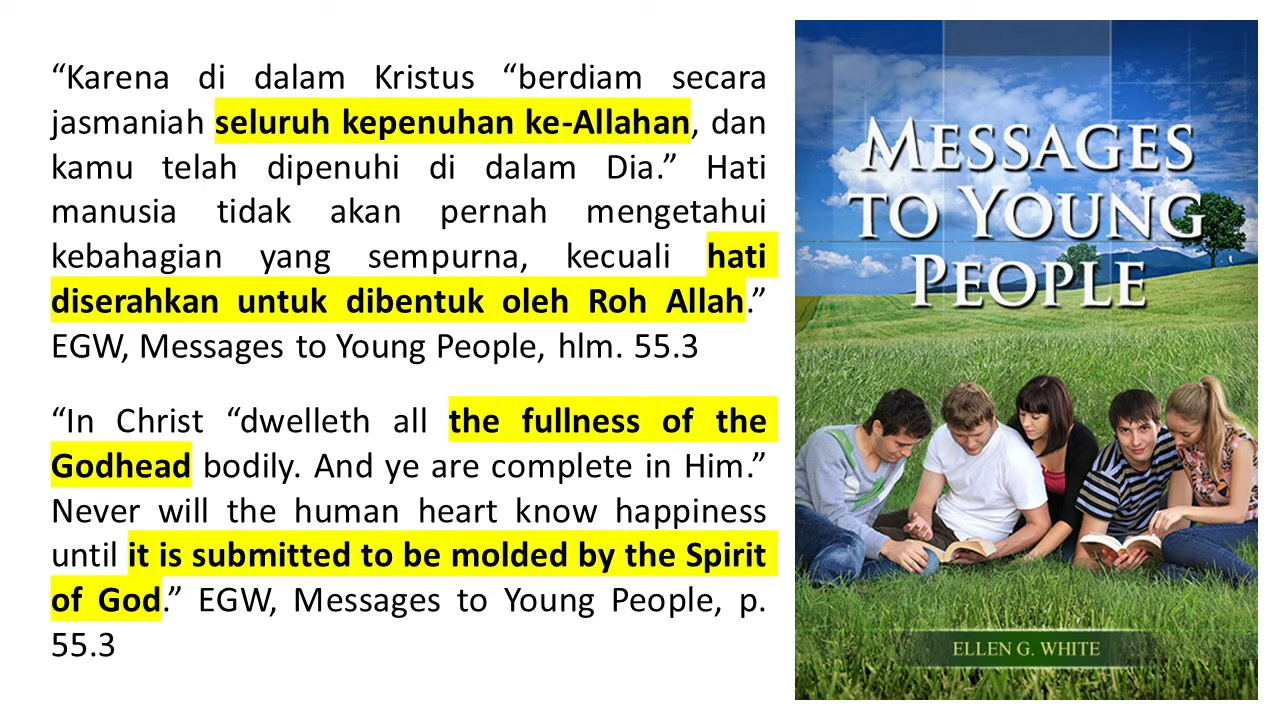 “Karena di dalam Kristus “berdiam secara
jasmaniah seluruh kepenuhan ke-Allahan, dan
kamu telah dipenuhi di dalam Dia.” Hati
manusia tidak akan pernah mengetahui
kebahagian yang sempurna, kecuali hati
diserahkan untuk dibentuk oleh Roh Allah.”
EGW, Messages to Young People, hlm. 55.3
“In Christ “dwelleth all the fullness of the
Godhead bodily. And ye are complete in Him.”
Never will the human heart know happiness
until it is submitted to be molded by the Spirit
of God.” EGW, Messages to Young People, p.
55.3
MESSAGES
TO YOUNG
PEOPLE
ELLEN G. WHITE